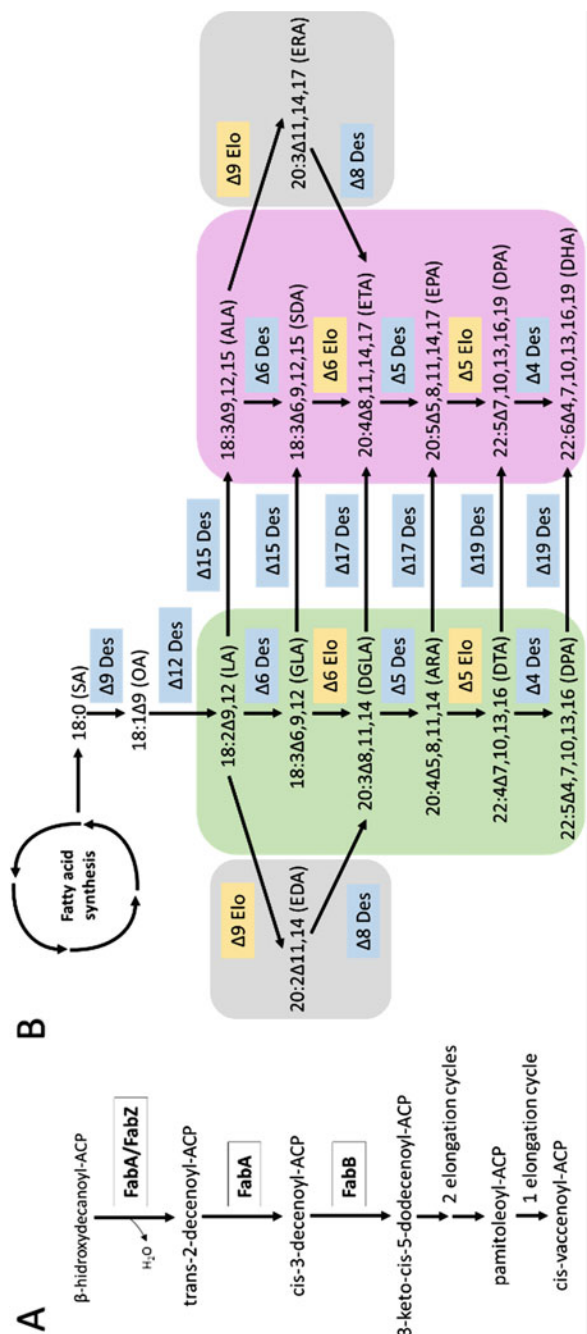 A
β-hidroxydecanoyl-ACP
FabA/FabZ
H₂O
trans-2-decenoyl-ACP
FabA
cis-3-decenoyl-ACP
FabB
3-keto-cis-5-dodecenoyl-ACP
2 elongation cycles
pamitoleoyl-ACP
1 elongation cycle
cis-vaccenoyl-ACP
B
Fatty acid
synthesis
18:0 (SA)
Δ9 Des
18:1Δ9 (OA)
Δ12 Des
Δ15 Des
18:2Δ9,12 (LA)
18:3Δ9,12,15 (ALA)
Δ9 Elo
Δ6 Des
Δ15 Des
Δ6 Des
Δ9 Elo
20:2Δ11,14 (EDA)
18:3Δ6,9,12 (GLA)
18:3Δ6,9,12,15 (SDA)
20:3Δ11,14,17 (ERA)
Δ8 Des
Δ6 Elo
Δ17 Des
Δ6 Elo
Δ8 Des
20:3Δ8,11,14 (DGLA)
20:4Δ8,11,14,17 (ETA)
Δ5 Des
Δ17 Des
Δ5 Des
20:4Δ5,8,11,14 (ARA)
20:5Δ5,8,11,14,17 (EPA)
Δ5 Elo
Δ19 Des
Δ5 Elo
22:4Δ7,10,13,16 (DTA)
22:5Δ7,10,13,16,19 (DPA)
Δ4 Des
Δ19 Des
Δ4 Des
22:5Δ4,7,10,13,16 (DPA)
22:6Δ4,7,10,13,16,19 (DHA)